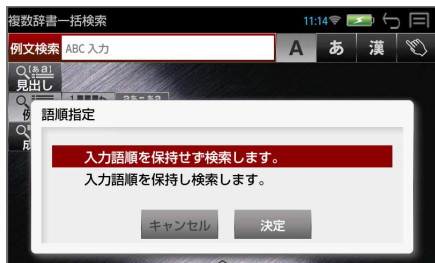 複数辞書一括検索 11:14
例文検索 ABC 入力 A あ 漢
[あa]
見出し
語順指定
入力語順を保持せず検索します。
入力語順を保持し検索します。
キャンセル 決定